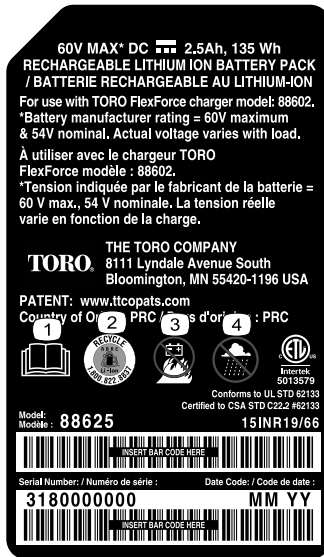 60V MAX* DC 2.5Ah, 135 Wh
RECHARGEABLE LITHIUM ION BATTERY PACK
/ BATTERIE RECHARGEABLE AU LITHIUM-ION
For use with TORO FlexForce charger model: 88602.
*Battery manufacturer rating = 60V maximum
& 54V nominal. Actual voltage varies with load.
À utiliser avec le chargeur TORO
FlexForce modèle : 88602.
*Tension indiquée par le fabricant de la batterie =
60 V max., 54 V nominale. La tension réelle
varie en fonction de la charge.
TORO.
THE TORO COMPANY
8111 Lyndale Avenue South
Bloomington, MN 55420-1196 USA
PATENT: www.ttcopats.com
Country of PRC : PRC
1
2
3
4
RECYCLE
Li-ion
1.800.822.8837
C ETL US
Intertek
5013579
Conforms to UL STD 62133
Certified to CSA STD C22.2 #62133
Model:
Modèle : 88625
15INR19/66
INSERT BAR CODE HERE
Serial Number: / Numéro de série :
Date Code: / Code de date :
3180000000
MM YY
INSERT BAR CODE HERE